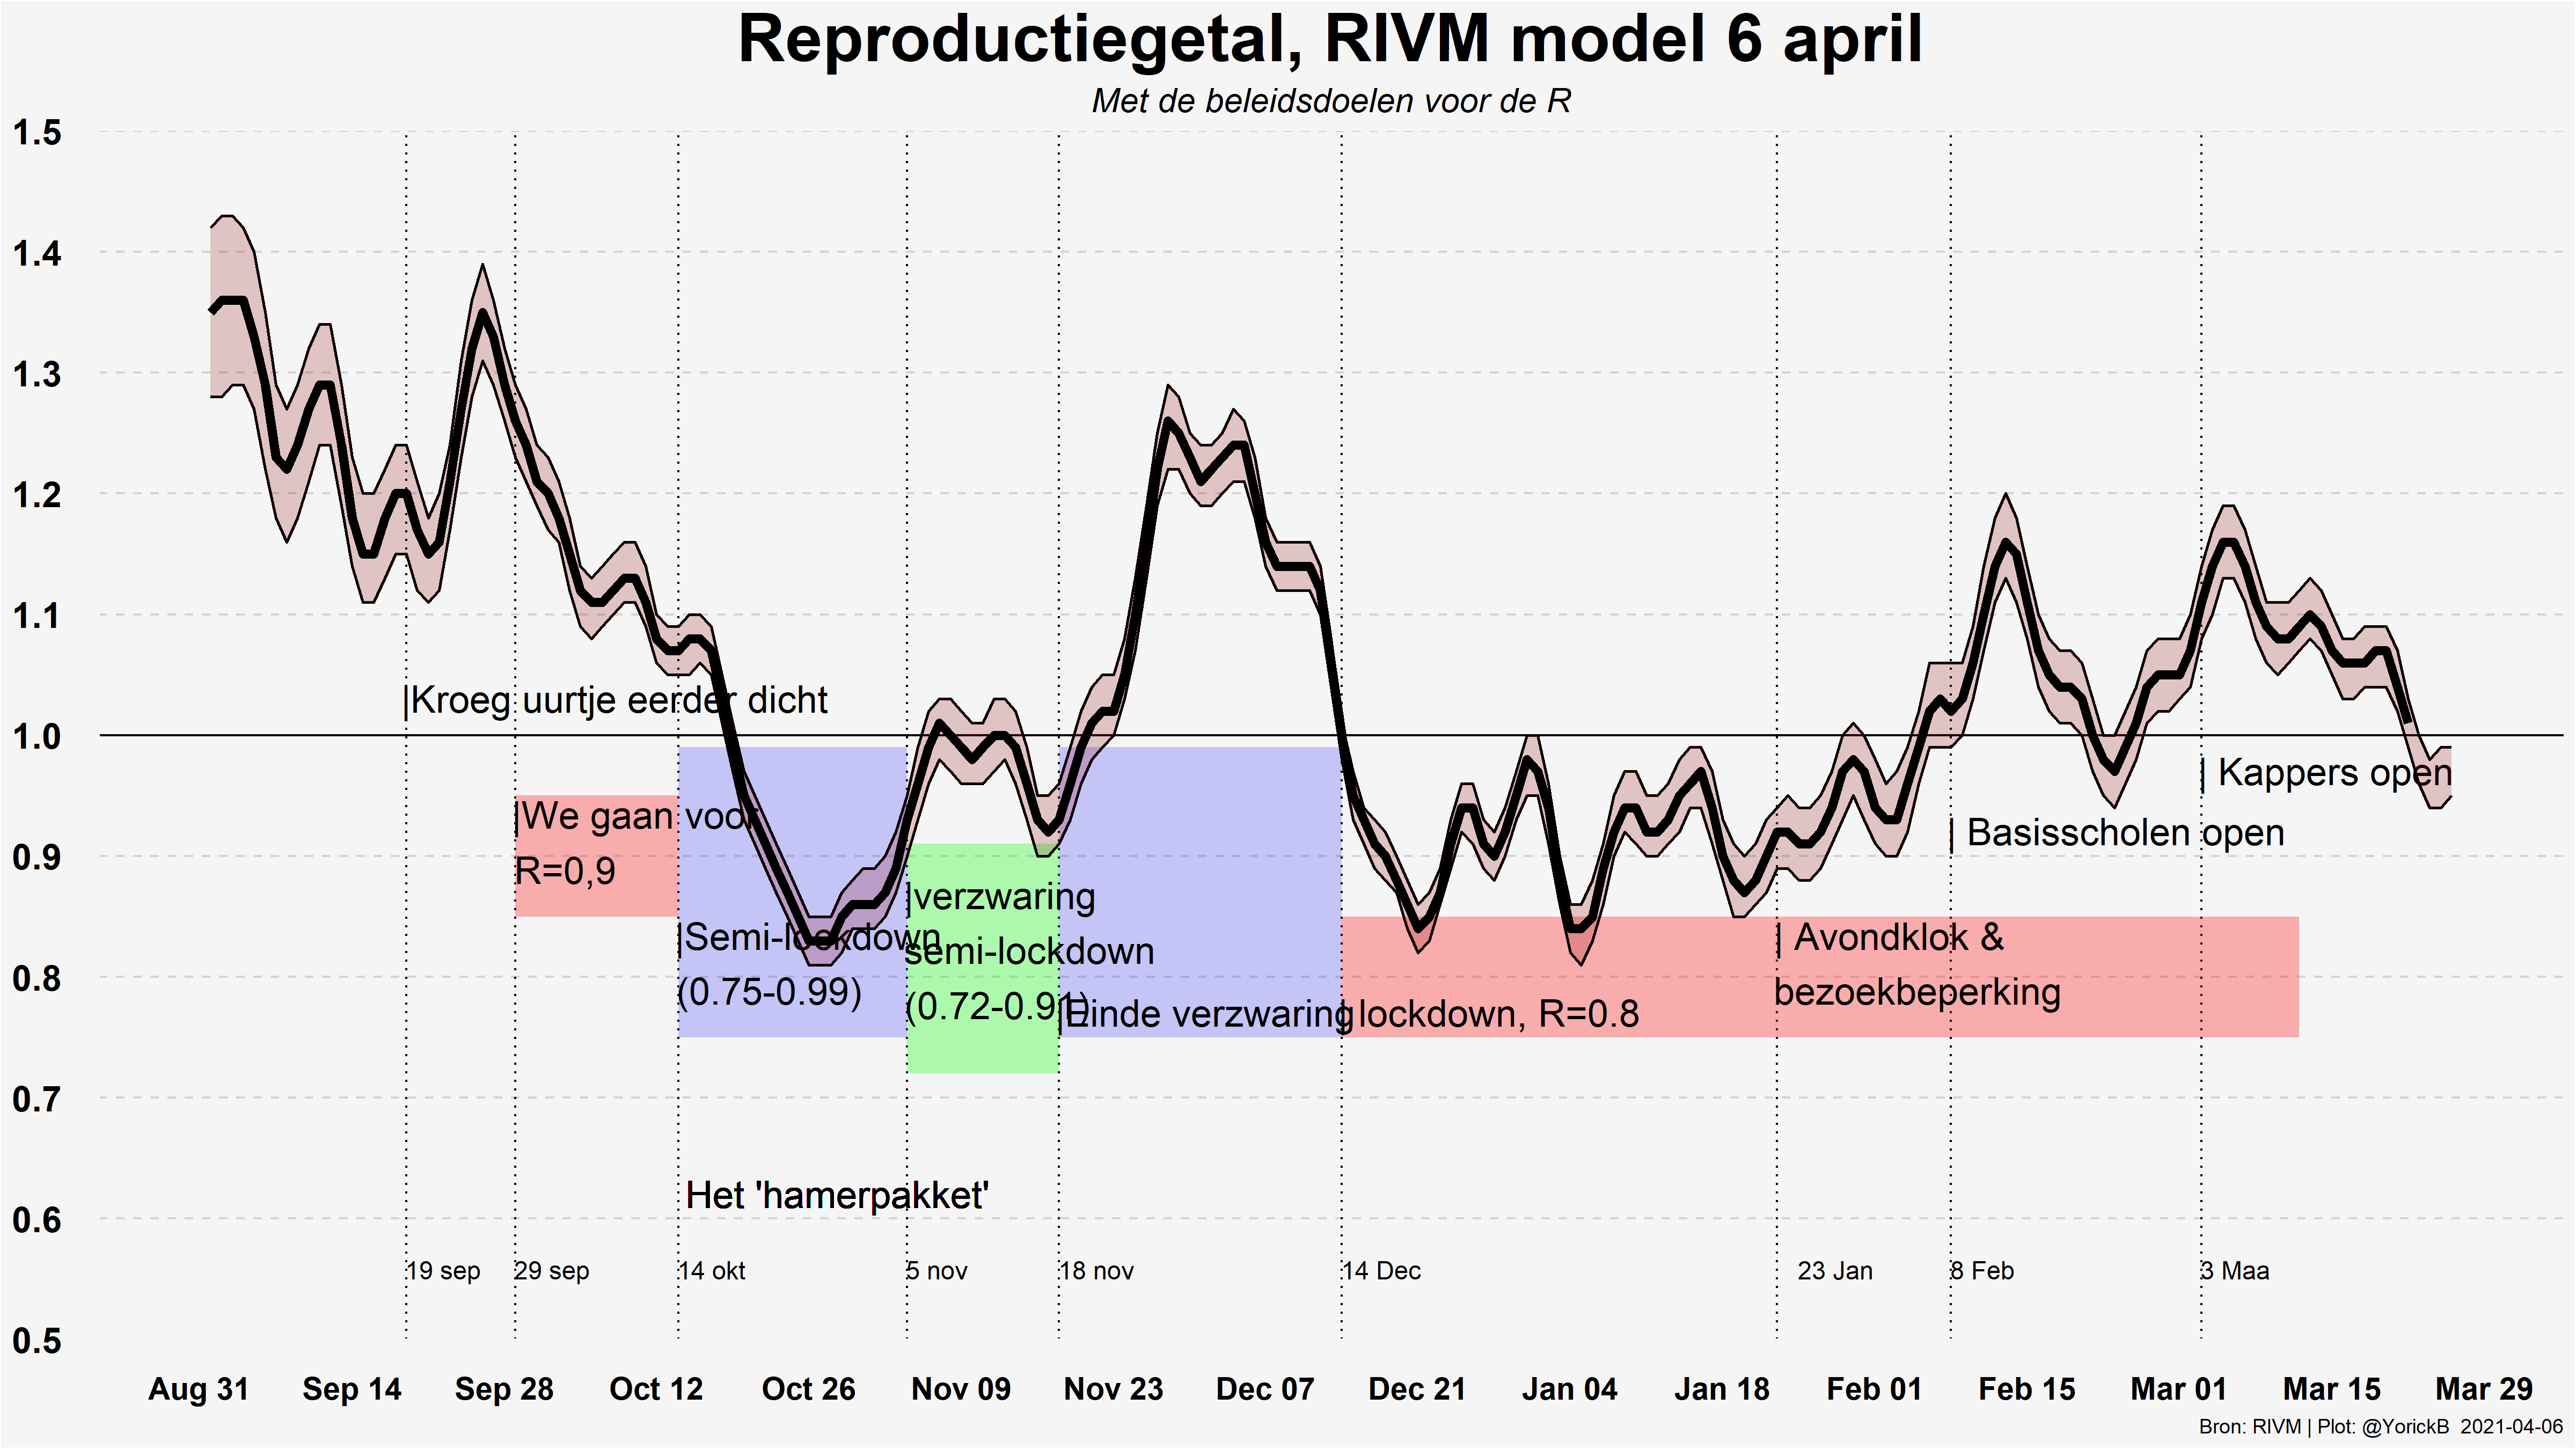 Reproductiegetal, RIVM model 6 april
Met de beleidsdoelen voor de R
1.5
1.4
1.3
1.2
1.1
1.0
0.9
0.8
0.7
0.6
0.5
|Kroeg uurtje eerder dicht
|We gaan voor
R=0,9
|Semi-lockdown
(0.75-0.99)
|verzwaring
semi-lockdown
(0.72-0.91)
|Einde verzwaring
|lockdown, R=0.8
| Avondklok &
bezoekbeperking
| Basisscholen open
| Kappers open
Het 'hamerpakket'
19 sep
29 sep
14 okt
5 nov
18 nov
14 Dec
23 Jan
8 Feb
3 Maa
Aug 31
Sep 14
Sep 28
Oct 12
Oct 26
Nov 09
Nov 23
Dec 07
Dec 21
Jan 04
Jan 18
Feb 01
Feb 15
Mar 01
Mar 15
Mar 29
Bron: RIVM | Plot: @YorickB  2021-04-06